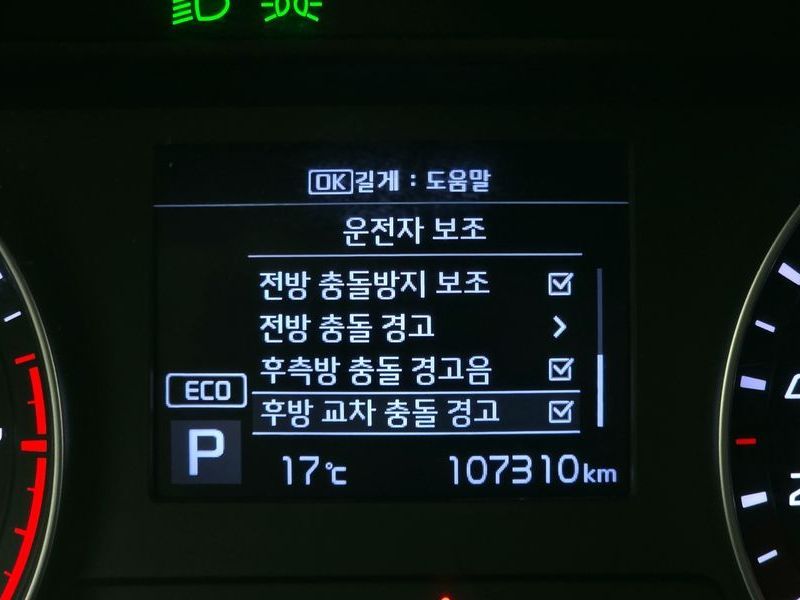 OK길게 : 도움말
운전자 보조
전방 충돌방지 보조
전방 충돌 경고
후측방 충돌 경고음
ECO
후방 교차 충돌 경고
P
17℃ 107310km